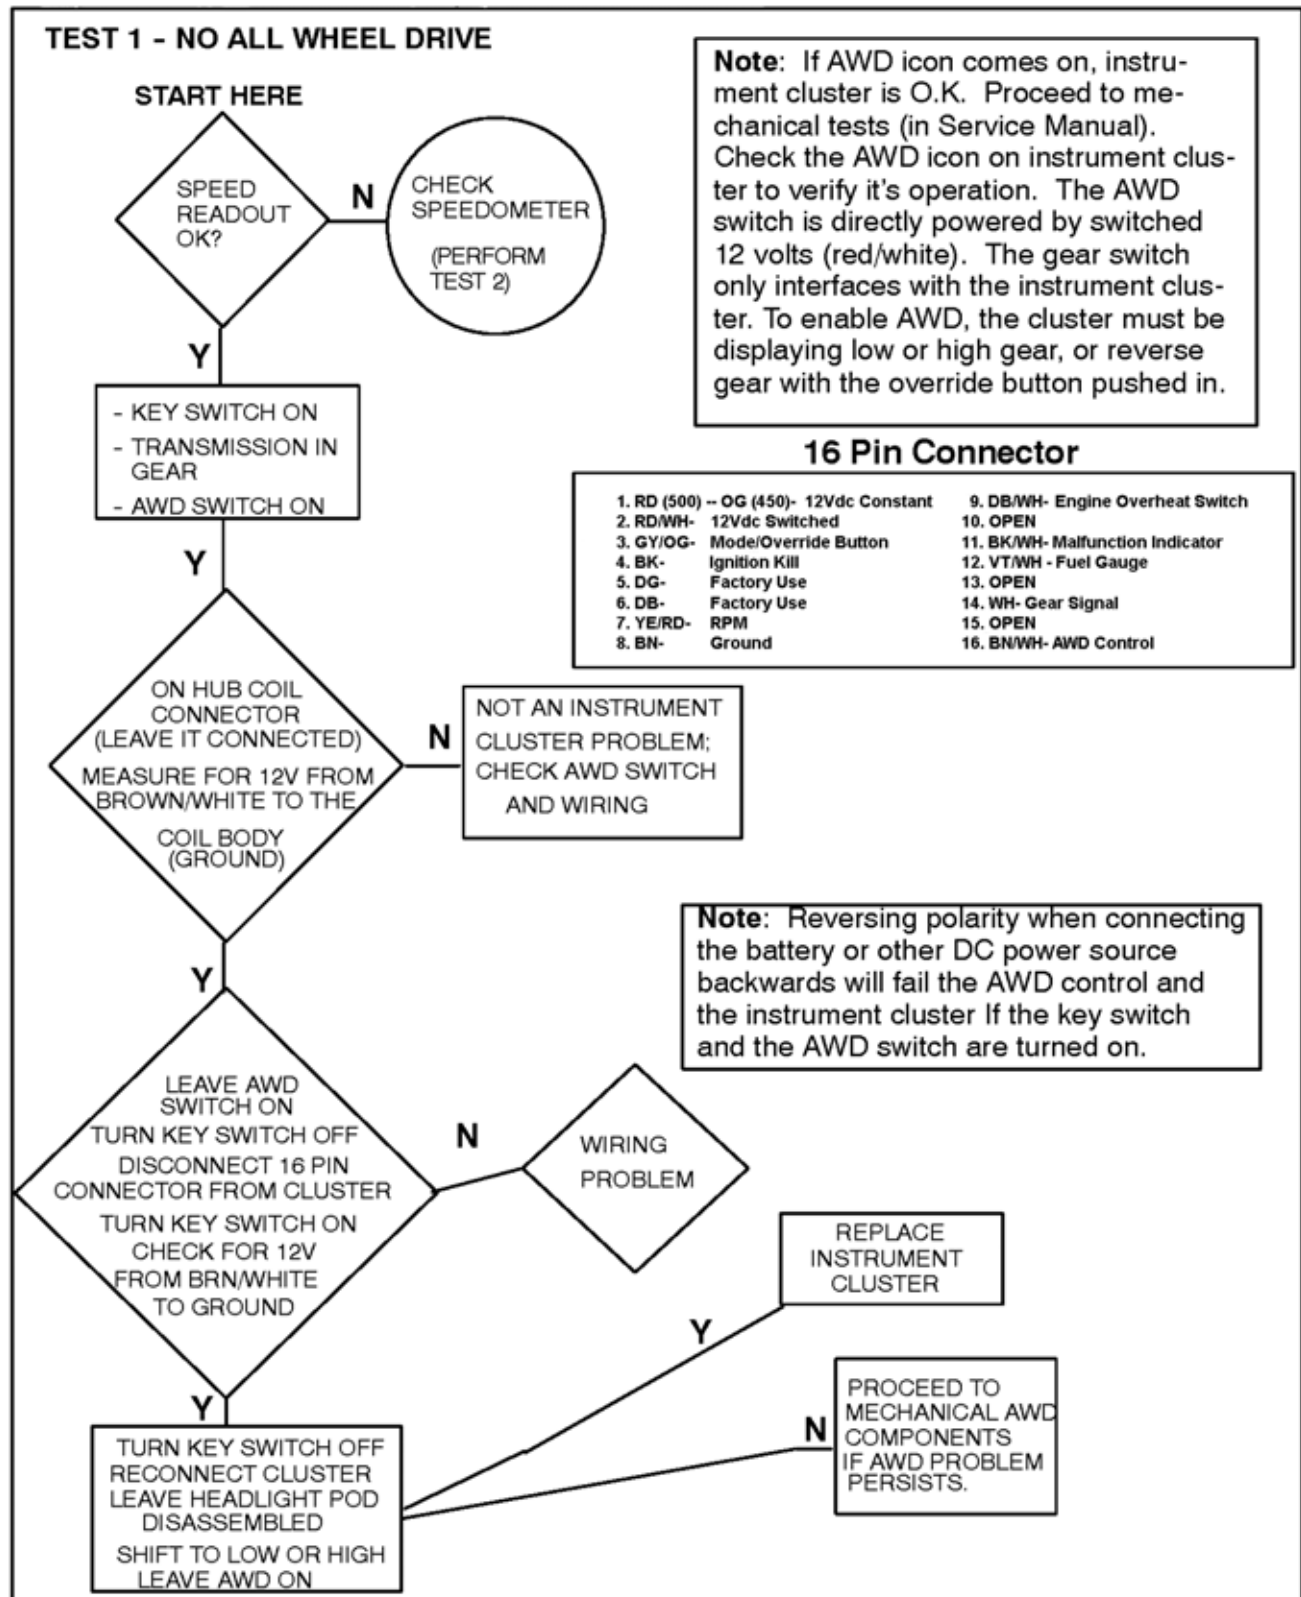 TEST 1 - NO ALL WHEEL DRIVE
START HERE
SPEED
READOUT
OK?
N
CHECK
SPEEDOMETER
(PERFORM
TEST 2)
Note: If AWD icon comes on, instru-
ment cluster is O.K. Proceed to me-
chanical tests (in Service Manual).
Check the AWD icon on instrument clus-
ter to verify it's operation. The AWD
switch is directly powered by switched
12 volts (red/white). The gear switch
only interfaces with the instrument clus-
ter. To enable AWD, the cluster must be
displaying low or high gear, or reverse
gear with the override button pushed in.
Y
- KEY SWITCH ON
- TRANSMISSION IN
GEAR
- AWD SWITCH ON
16 Pin Connector
1. RD (500) -- OG (450)- 12Vdc Constant
2. RD/WH- 12Vdc Switched
3. GY/OG- Mode/Override Button
4. BK- Ignition Kill
5. DG- Factory Use
6. DB- Factory Use
7. YE/RD- RPM
8. BN- Ground
9. DB/WH- Engine Overheat Switch
10. OPEN
11. BK/WH- Malfunction Indicator
12. VT/WH - Fuel Gauge
13. OPEN
14. WH- Gear Signal
15. OPEN
16. BN/WH- AWD Control
Y
ON HUB COIL
CONNECTOR
(LEAVE IT CONNECTED)
MEASURE FOR 12V FROM
BROWN/WHITE TO THE
COIL BODY
(GROUND)
N
NOT AN INSTRUMENT
CLUSTER PROBLEM;
CHECK AWD SWITCH
AND WIRING
Note: Reversing polarity when connecting
the battery or other DC power source
backwards will fail the AWD control and
the instrument cluster If the key switch
and the AWD switch are turned on.
Y
LEAVE AWD
SWITCH ON
TURN KEY SWITCH OFF
DISCONNECT 16 PIN
CONNECTOR FROM CLUSTER
TURN KEY SWITCH ON
CHECK FOR 12V
FROM BRN/WHITE
TO GROUND
N
WIRING
PROBLEM
REPLACE
INSTRUMENT
CLUSTER
Y
Y
TURN KEY SWITCH OFF
RECONNECT CLUSTER
LEAVE HEADLIGHT POD
DISASSEMBLED
SHIFT TO LOW OR HIGH
LEAVE AWD ON
N
PROCEED TO
MECHANICAL AWD
COMPONENTS
IF AWD PROBLEM
PERSISTS.